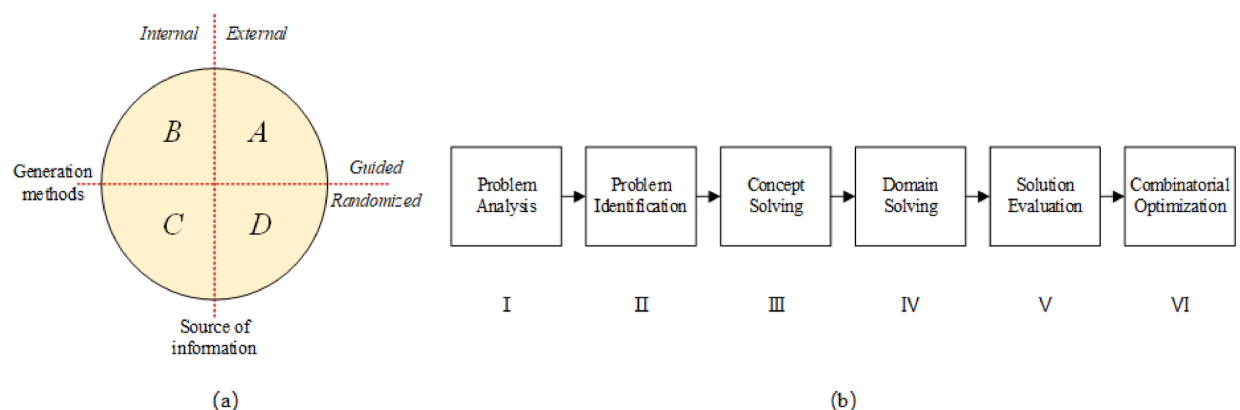 Internal
External
B
A
Generation
methods
Guided
Randomized
C
D
Source of
information
(a)
Problem
Analysis
Problem
Identification
Concept
Solving
Domain
Solving
Solution
Evaluation
Combinatorial
Optimization
Ⅰ
Ⅱ
Ⅲ
Ⅳ
Ⅴ
Ⅵ
(b)